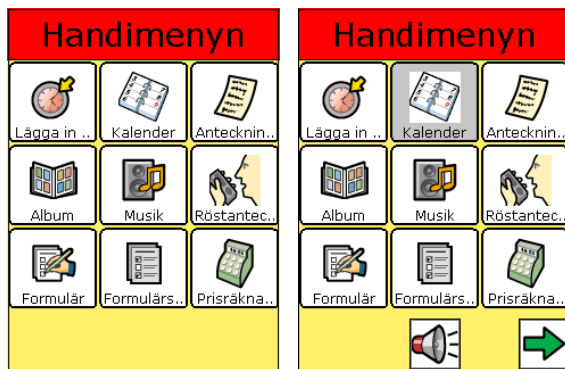 Handimenyn
Lägga in ..
Kalender
Antecknin..
Album
Musik
Röstantec..
Formulär
Formulärs..
Prisräkna..
Handimenyn
Lägga in ..
Kalender
Antecknin..
Album
Musik
Röstantec..
Formulär
Formulärs..
Prisräkna..